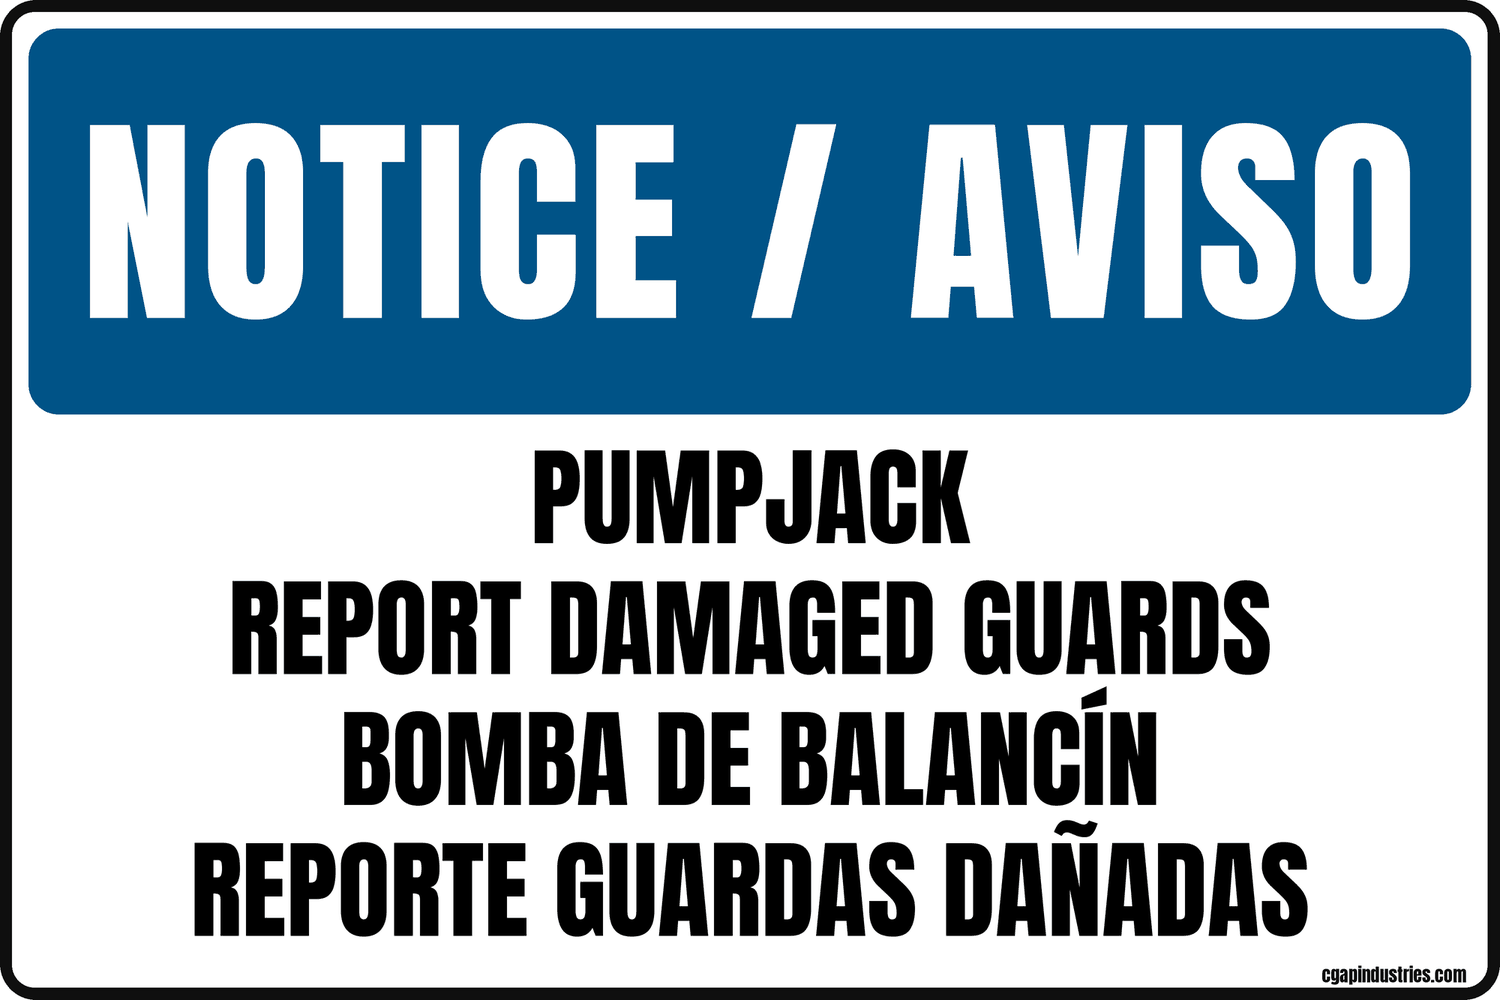 NOTICE / AVISO
PUMPJACK
REPORT DAMAGED GUARDS
BOMBA DE BALANCÍN
REPORTE GUARDAS DAÑADAS
cgapindustries.com